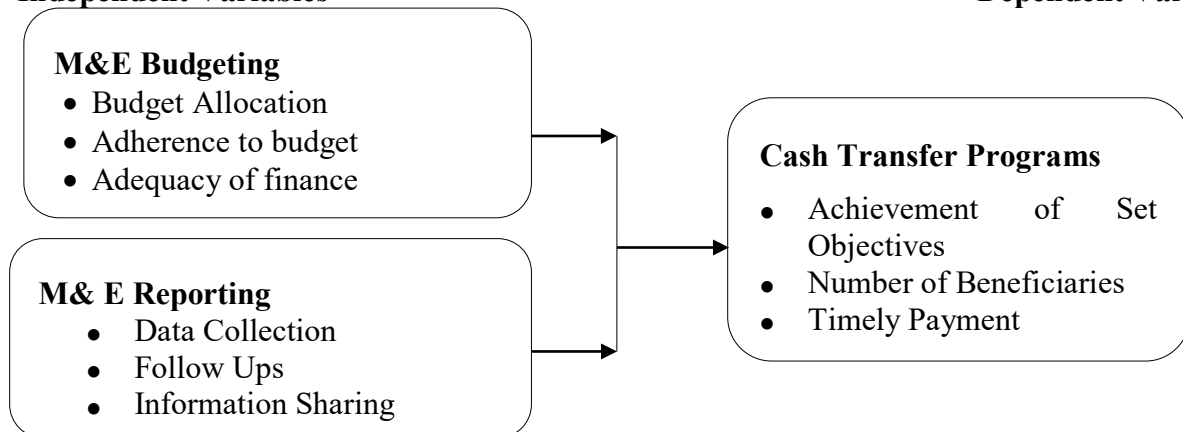 Independent Variables
Dependent Var
M&E Budgeting
• Budget Allocation
• Adherence to budget
• Adequacy of finance
M& E Reporting
• Data Collection
• Follow Ups
• Information Sharing
Cash Transfer Programs
• Achievement of Set
Objectives
• Number of Beneficiaries
• Timely Payment